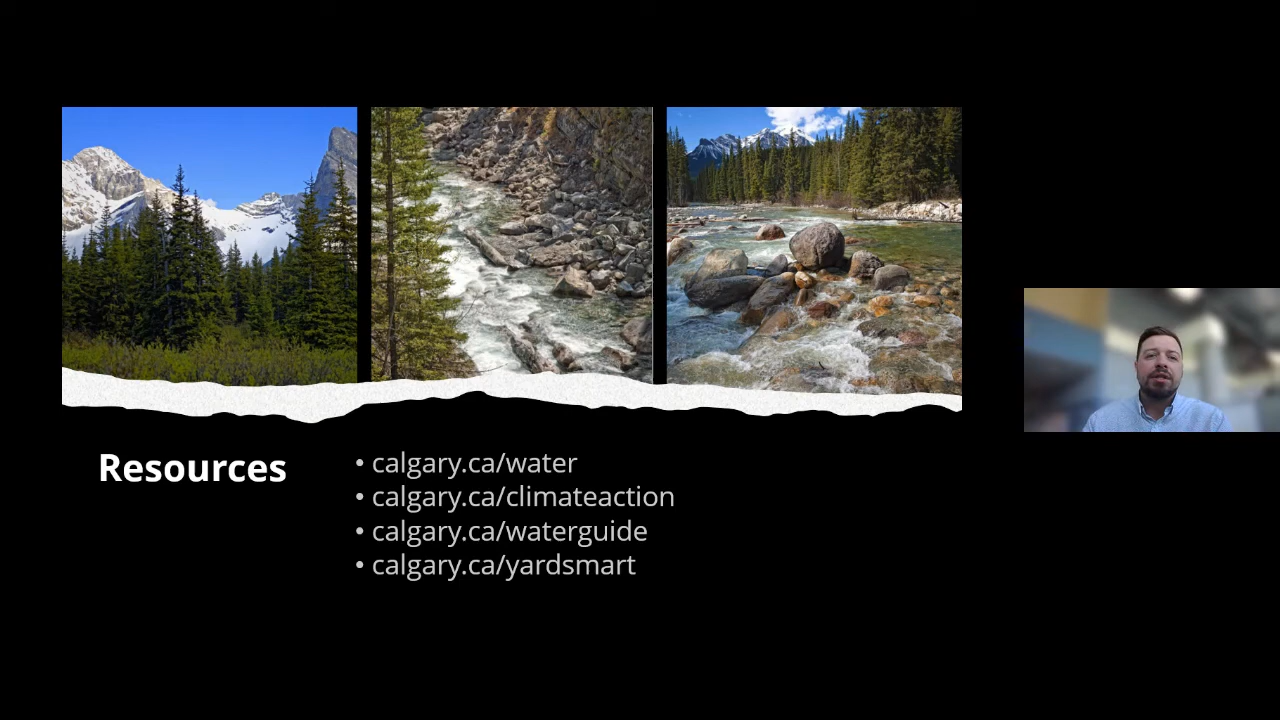 Resources
• calgary.ca/water
• calgary.ca/climateaction
• calgary.ca/waterguide
• calgary.ca/yardsmart